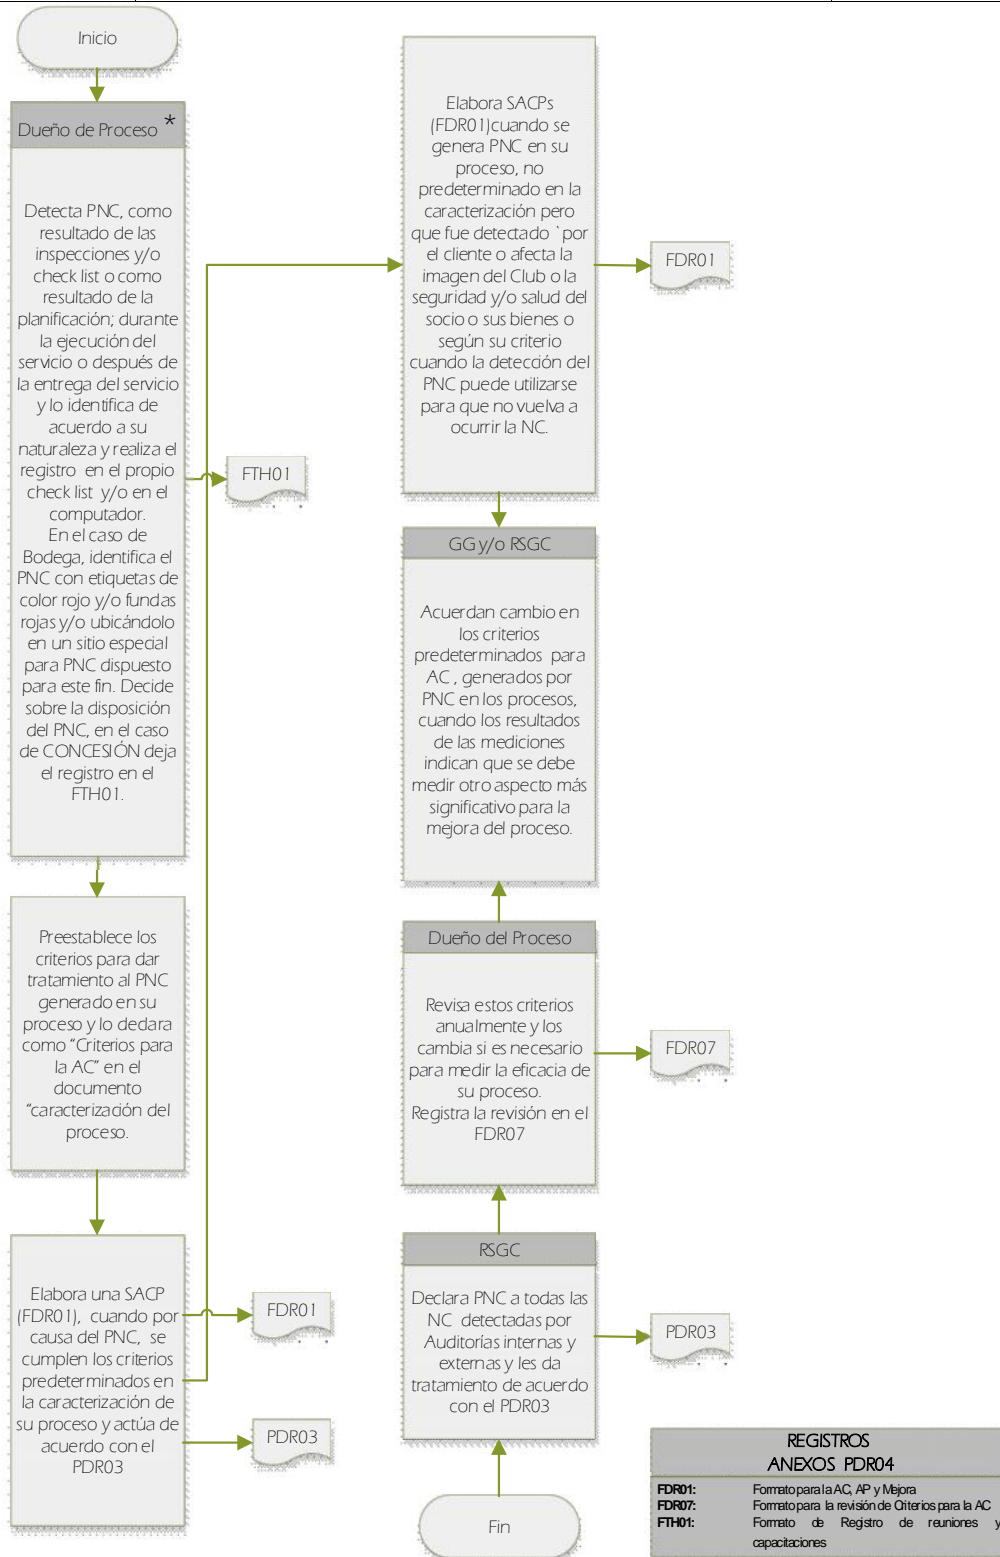 Inicio
Dueño de Proceso *
Detecta PNC, como
resultado de las
inspecciones y/o
check list o como
resultado de la
planificación; durante
la ejecución del
servicio o después de
la entrega del servicio
y lo identifica de
acuerdo a su
naturaleza y realiza el
registro en el propio
check list y/o en el
computador.
En el caso de
Bodega, identifica el
PNC con etiquetas de
color rojo y/o fundas
rojas y/o ubicándolo
en un sitio especial
para PNC dispuesto
para este fin. Decide
sobre la disposición
del PNC, en el caso
de CONCESIÓN deja
el registro en el
FTH01.
FTH01
Preestablece los
criterios para dar
tratamiento al PNC
generado en su
proceso y lo declara
como “Criterios para
la AC” en el
documento
“caracterización del
proceso.
Elabora una SACP
(FDR01), cuando por
causa del PNC, se
cumplen los criterios
predeterminados en
la caracterización de
su proceso y actúa de
acuerdo con el
PDR03
FDR01
PDR03
Elabora SACPs
(FDR01)cuando se
genera PNC en su
proceso, no
predeterminado en la
caracterización pero
que fue detectado `por
el cliente o afecta la
imagen del Club o la
seguridad y/o salud del
socio o sus bienes o
según su criterio
cuando la detección del
PNC puede utilizarse
para que no vuelva a
ocurrir la NC.
FDR01
GG y/o RSGC
Acuerdan cambio en
los criterios
predeterminados para
AC , generados por
PNC en los procesos,
cuando los resultados
de las mediciones
indican que se debe
medir otro aspecto más
significativo para la
mejora del proceso.
Dueño del Proceso
Revisa estos criterios
anualmente y los
cambia si es necesario
para medir la eficacia de
su proceso.
Registra la revisión en el
FDR07
FDR07
RSGC
Declara PNC a todas las
NC detectadas por
Auditorías internas y
externas y les da
tratamiento de acuerdo
con el PDR03
PDR03
Fin
REGISTROS
ANEXOS PDR04
FDR01: Formato para la AC, AP y Mejora
FDR07: Formato para la revisión de Criterios para la AC
FTH01: Formato de Registro de reuniones y
capacitaciones